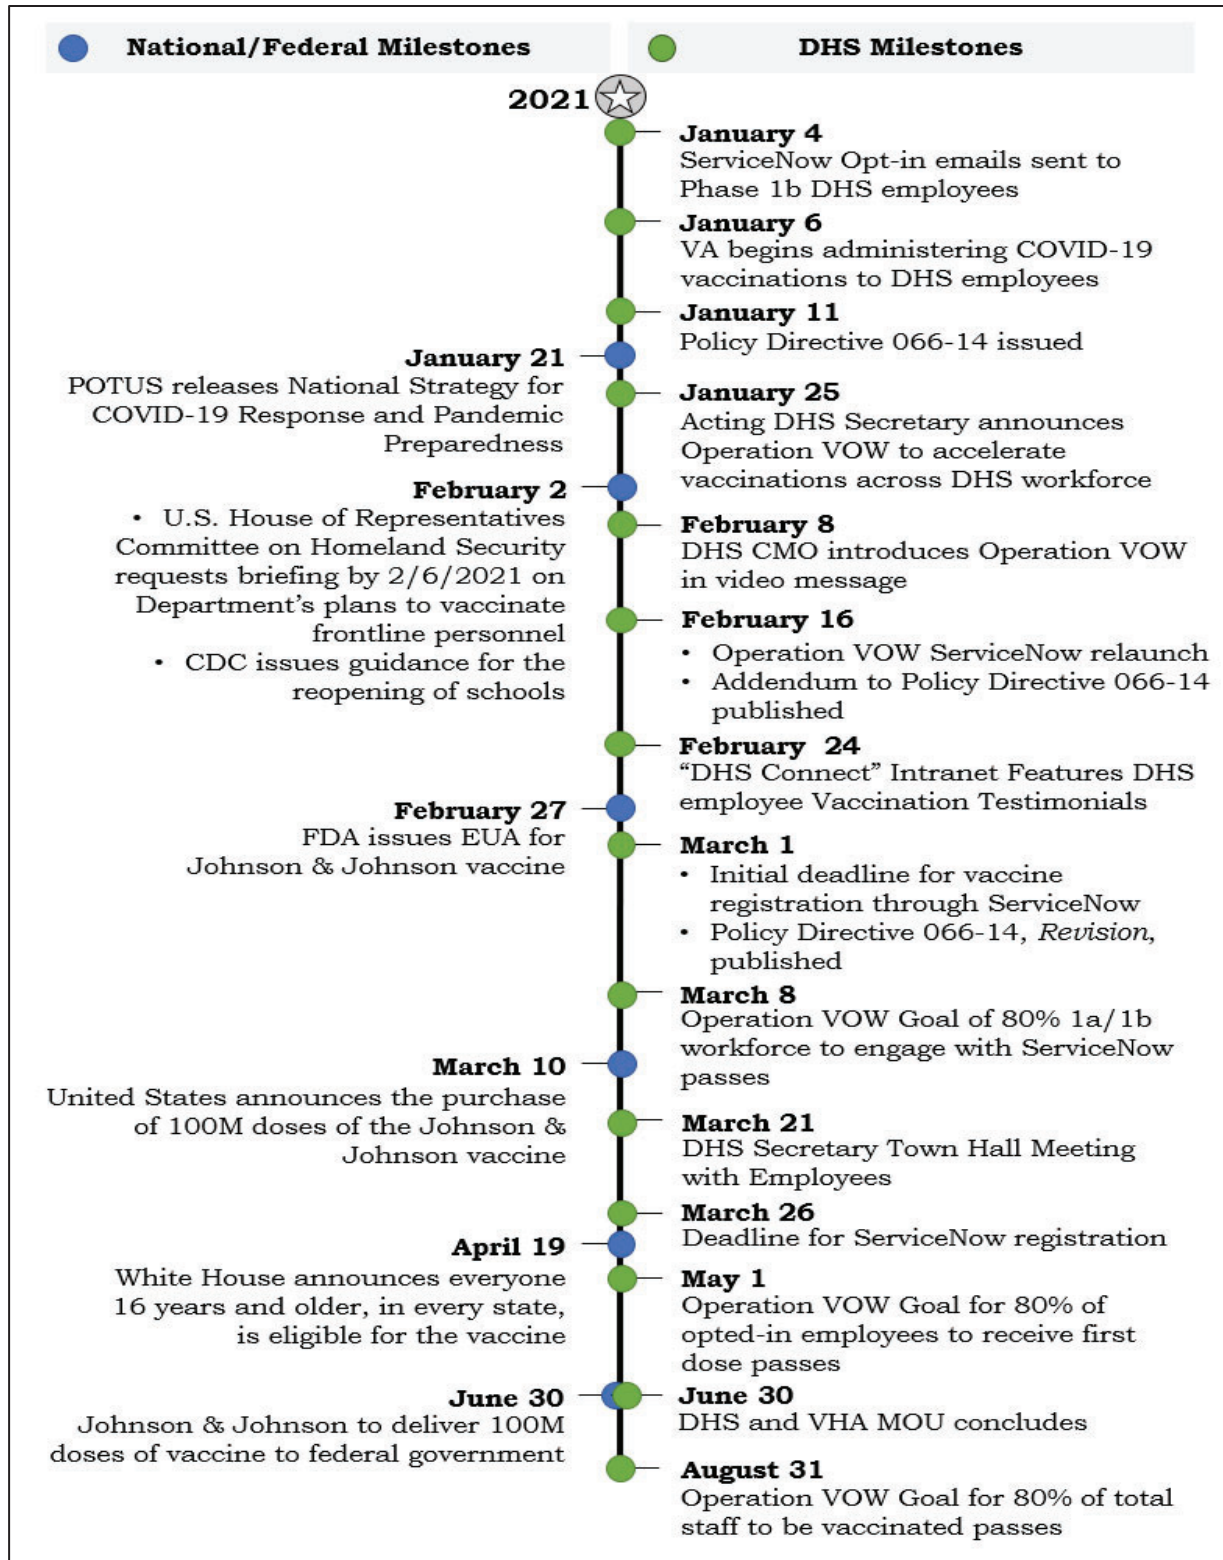 National/Federal Milestones
DHS Milestones
2021
January 4
ServiceNow Opt-in emails sent to
Phase 1b DHS employees
January 6
VA begins administering COVID-19
vaccinations to DHS employees
January 11
Policy Directive 066-14 issued
January 21
POTUS releases National Strategy for
COVID-19 Response and Pandemic
Preparedness
January 25
Acting DHS Secretary announces
Operation VOW to accelerate
vaccinations across DHS workforce
February 2
• U.S. House of Representatives
Committee on Homeland Security
requests briefing by 2/6/2021 on
Department’s plans to vaccinate
frontline personnel
• CDC issues guidance for the
reopening of schools
February 8
DHS CMO introduces Operation VOW
in video message
February 16
• Operation VOW ServiceNow relaunch
• Addendum to Policy Directive 066-14
published
February 24
“DHS Connect” Intranet Features DHS
employee Vaccination Testimonials
February 27
FDA issues EUA for
Johnson & Johnson vaccine
March 1
• Initial deadline for vaccine
registration through ServiceNow
• Policy Directive 066-14, Revision,
published
March 8
Operation VOW Goal of 80% 1a/1b
workforce to engage with ServiceNow
passes
March 10
United States announces the purchase
of 100M doses of the Johnson &
Johnson vaccine
March 21
DHS Secretary Town Hall Meeting
with Employees
March 26
Deadline for ServiceNow registration
April 19
White House announces everyone
16 years and older, in every state,
is eligible for the vaccine
May 1
Operation VOW Goal for 80% of
opted-in employees to receive first
dose passes
June 30
Johnson & Johnson to deliver 100M
doses of vaccine to federal government
June 30
DHS and VHA MOU concludes
August 31
Operation VOW Goal for 80% of total
staff to be vaccinated passes